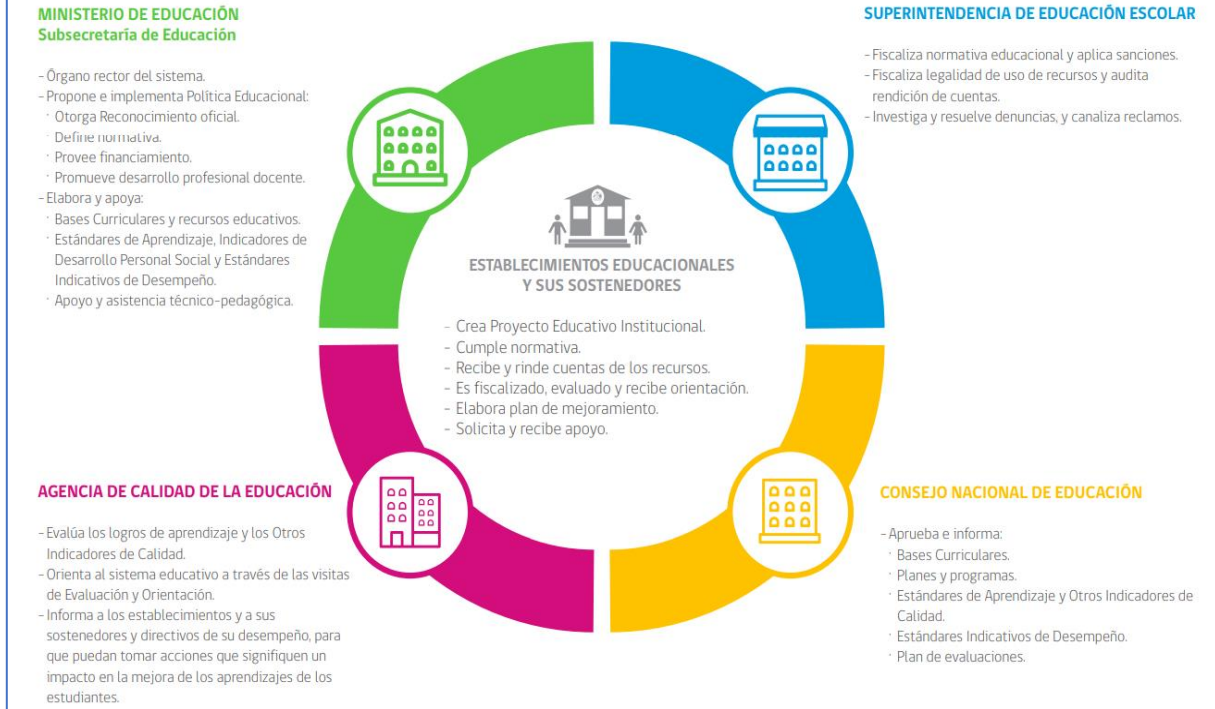 MINISTERIO DE EDUCACIÓN
Subsecretaría de Educación
- Órgano rector del sistema.
- Propone e implementa Política Educacional:
· Otorga Reconocimiento oficial.
· Define normativa.
· Provee financiamiento.
· Promueve desarrollo profesional docente.
- Elabora y apoya:
· Bases Curriculares y recursos educativos.
· Estándares de Aprendizaje, Indicadores de
Desarrollo Personal Social y Estándares
Indicativos de Desempeño.
· Apoyo y asistencia técnico-pedagógica.
SUPERINTENDENCIA DE EDUCACIÓN ESCOLAR
- Fiscaliza normativa educacional y aplica sanciones.
- Fiscaliza legalidad de uso de recursos y audita
rendición de cuentas.
- Investiga y resuelve denuncias, y canaliza reclamos.
ESTABLECIMIENTOS EDUCACIONALES
Y SUS SOSTENEDORES
- Crea Proyecto Educativo Institucional.
- Cumple normativa.
- Recibe y rinde cuentas de los recursos.
- Es fiscalizado, evaluado y recibe orientación.
- Elabora plan de mejoramiento.
- Solicita y recibe apoyo.
AGENCIA DE CALIDAD DE LA EDUCACIÓN
- Evalúa los logros de aprendizaje y los Otros
Indicadores de Calidad.
- Orienta al sistema educativo a través de las visitas
de Evaluación y Orientación.
- Informa a los establecimientos y a sus
sostenedores y directivos de su desempeño, para
que puedan tomar acciones que signifiquen un
impacto en la mejora de los aprendizajes de los
estudiantes.
CONSEJO NACIONAL DE EDUCACIÓN
- Aprueba e informa:
· Bases Curriculares.
· Planes y programas.
· Estándares de Aprendizaje y Otros Indicadores de
Calidad.
· Estándares Indicativos de Desempeño.
· Plan de evaluaciones.